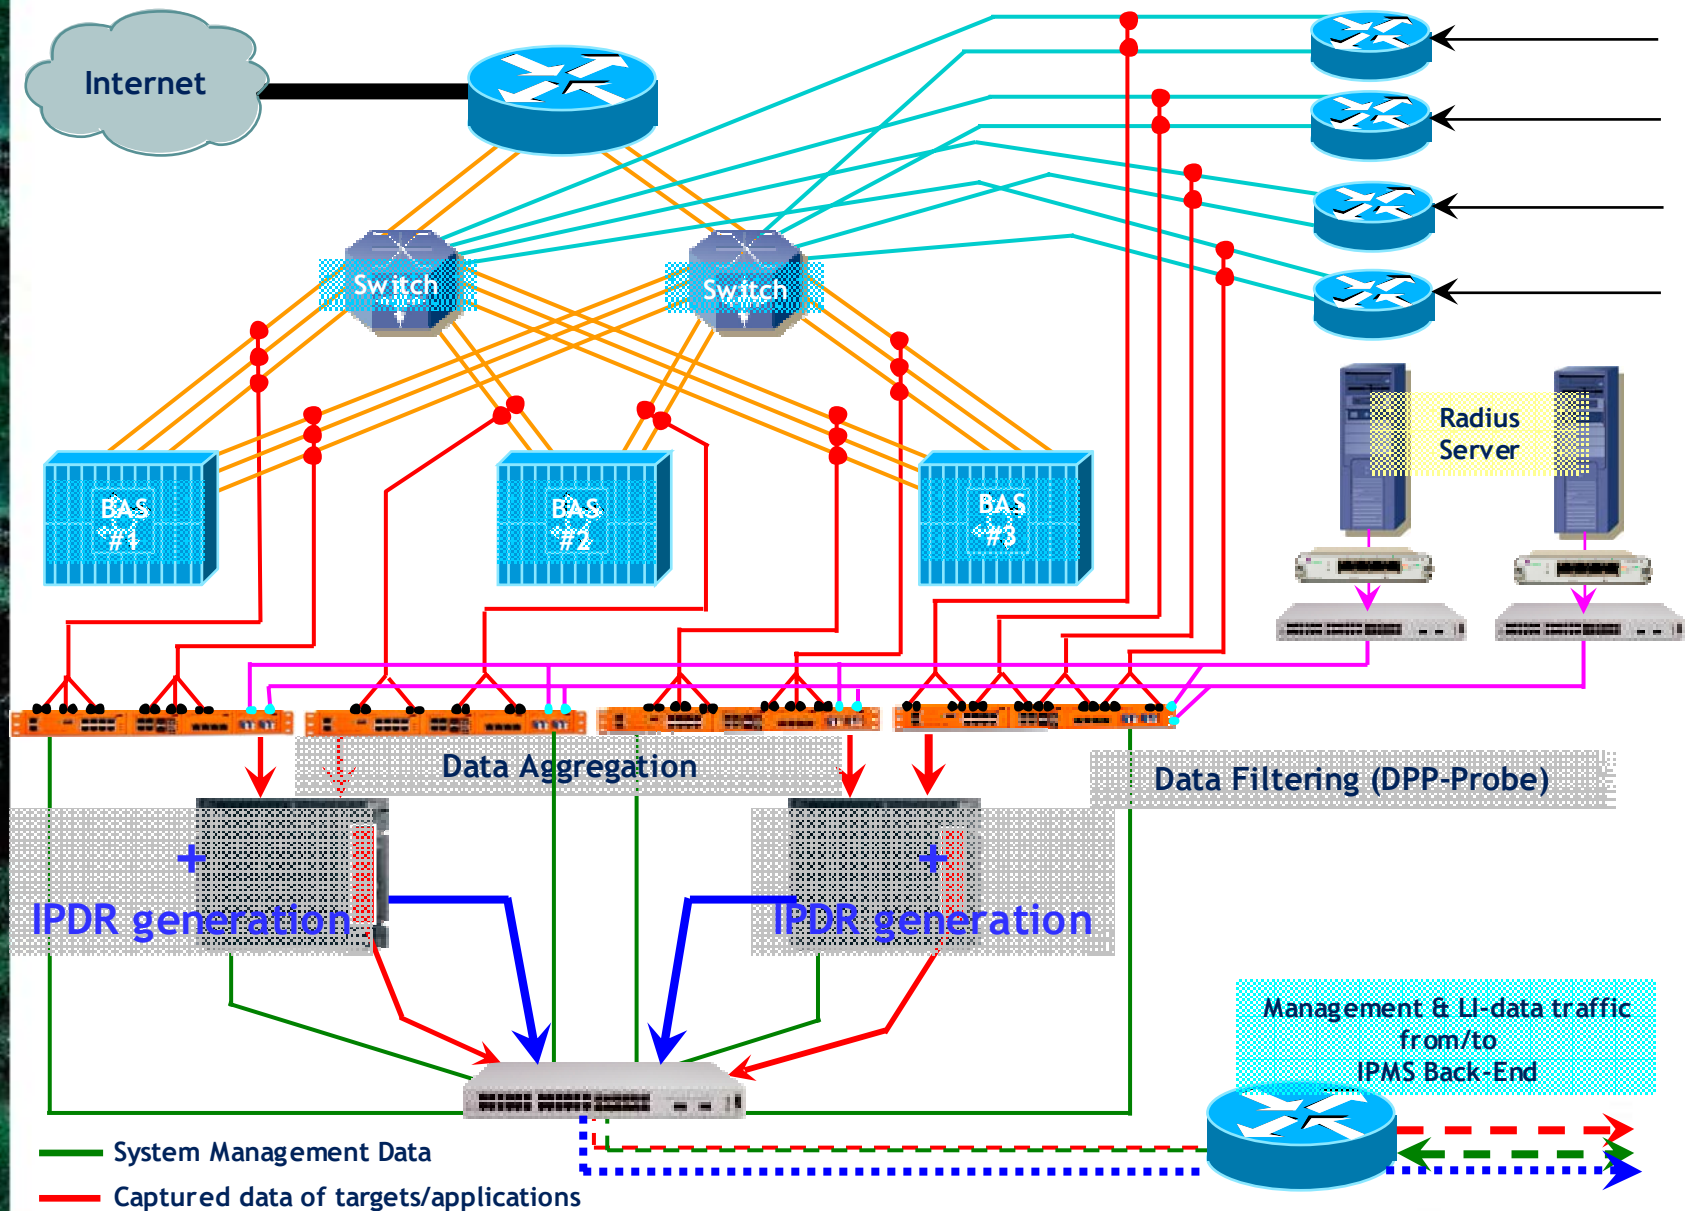 Internet
Switch
Switch
Radius
Server
BAS
#1
BAS
#2
BAS
#3
Data Aggregation
Data Filtering (DPP-Probe)
+
IPDR generation
+
IPDR generation
Management & LI-data traffic
from/to
IPMS Back-End
System Management Data
Captured data of targets/applications